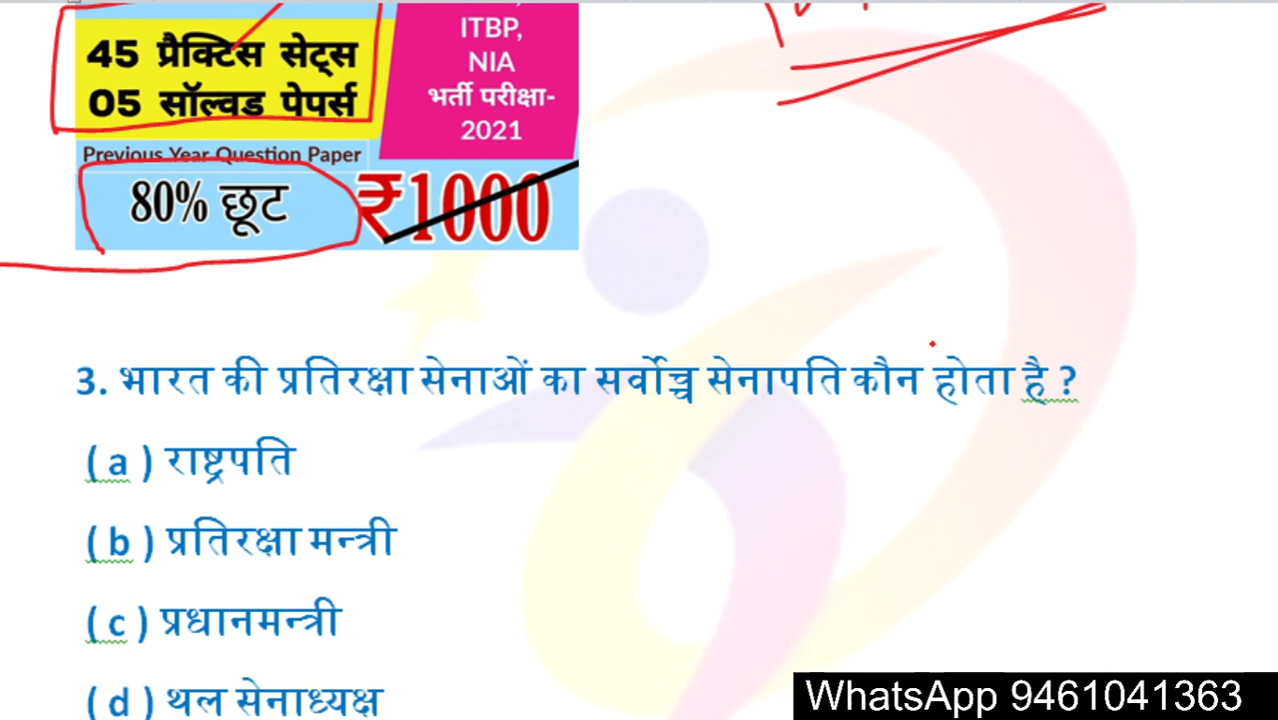 45 प्रैक्टिस सेट्स
05 सॉल्वड पेपर्स
ITBP,
NIA
भर्ती परीक्षा-
2021
Previous Year Question Paper
80% छूट ₹1000
3. भारत की प्रतिरक्षा सेनाओं का सर्वोच्च सेनापति कौन होता है ?
( a ) राष्ट्रपति
( b ) प्रतिरक्षा मन्त्री
( c ) प्रधानमन्त्री
( d ) थल सेनाध्यक्ष
WhatsApp 9461041363